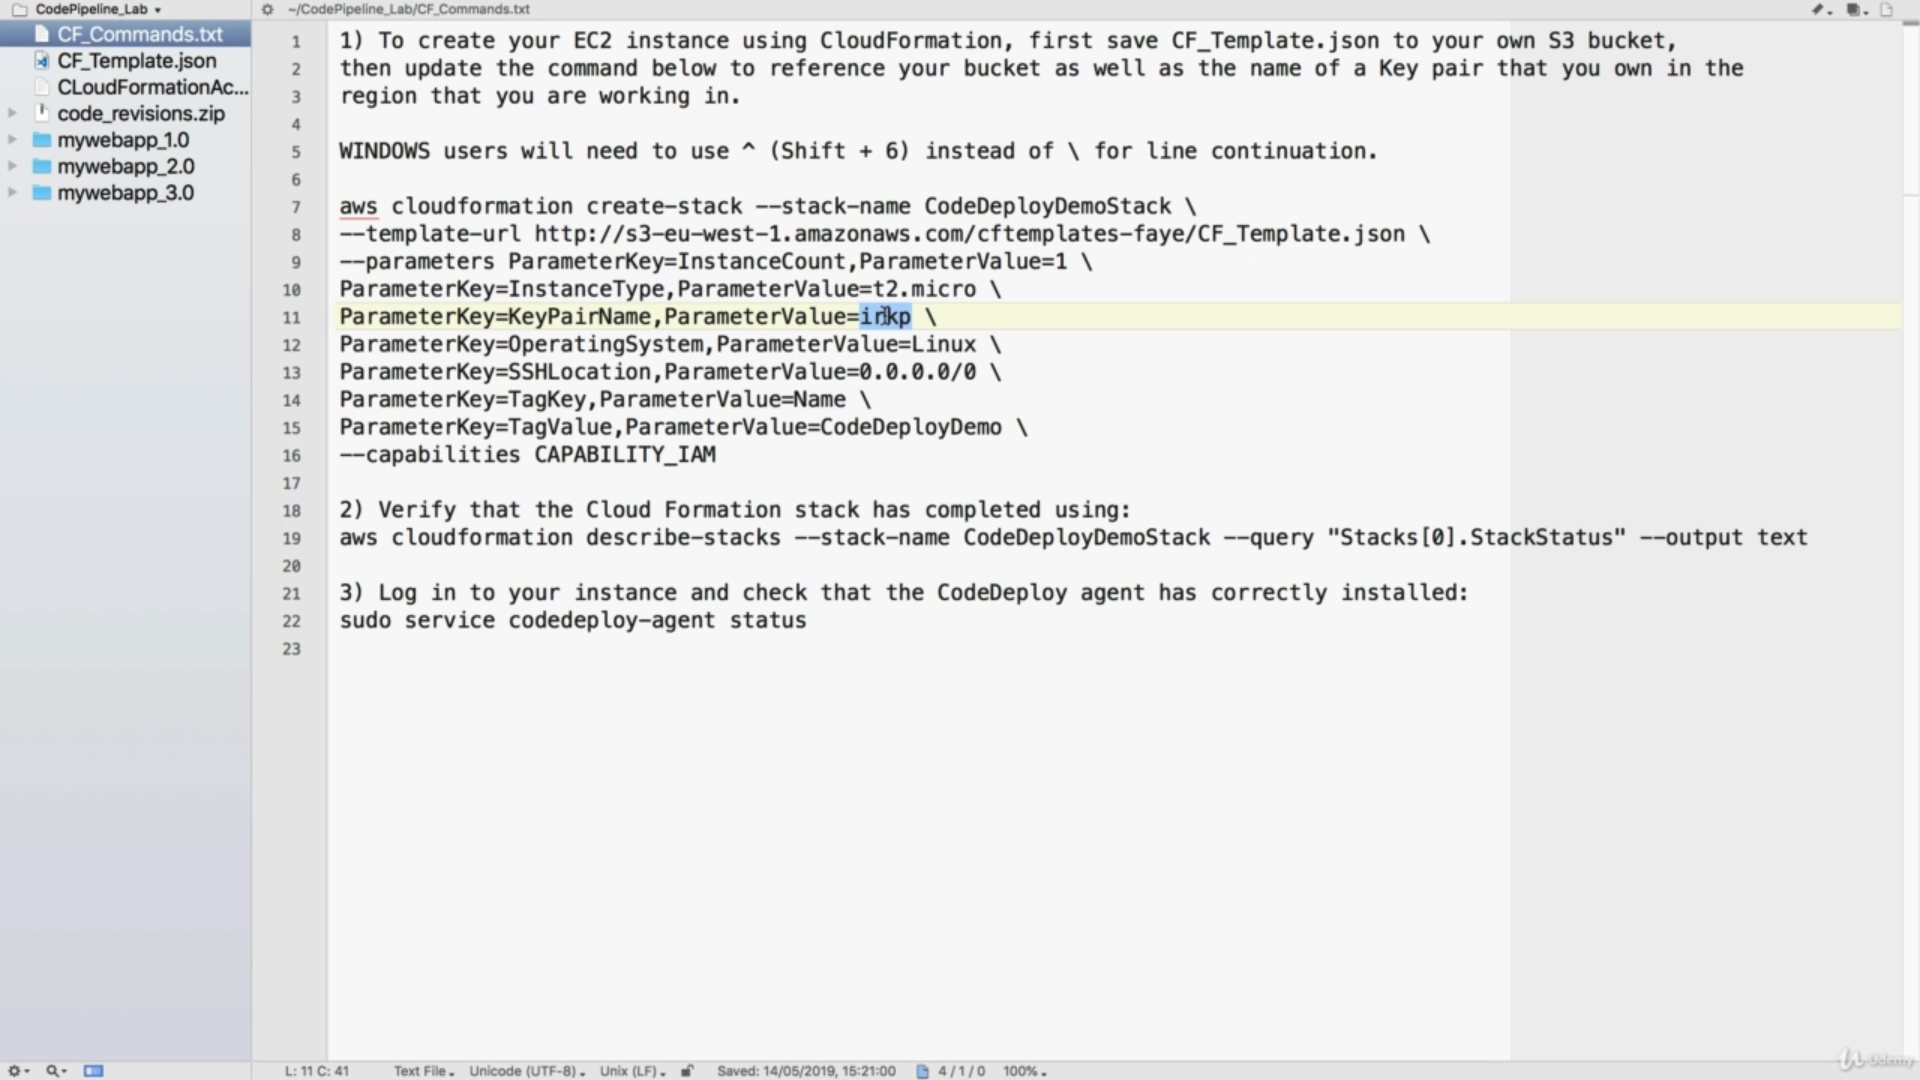 CodePipeline_Lab
~/CodePipeline_Lab/CF_Commands.txt
CF_Commands.txt
CF_Template.json
CLoudFormationAc...
code_revisions.zip
mywebapp_1.0
mywebapp_2.0
mywebapp_3.0
1 1) To create your EC2 instance using CloudFormation, first save CF_Template.json to your own S3 bucket,
2 then update the command below to reference your bucket as well as the name of a Key pair that you own in the
3 region that you are working in.
4
5 WINDOWS users will need to use ^ (Shift + 6) instead of \ for line continuation.
6
7 aws cloudformation create-stack --stack-name CodeDeployDemoStack \
8 --template-url http://s3-eu-west-1.amazonaws.com/cftemplates-faye/CF_Template.json \
9 --parameters ParameterKey=InstanceCount,ParameterValue=1 \
10 ParameterKey=InstanceType,ParameterValue=t2.micro \
11 ParameterKey=KeyPairName,ParameterValue=irkp \
12 ParameterKey=OperatingSystem,ParameterValue=Linux \
13 ParameterKey=SSHLocation,ParameterValue=0.0.0.0/0 \
14 ParameterKey=TagKey,ParameterValue=Name \
15 ParameterKey=TagValue,ParameterValue=CodeDeployDemo \
16 --capabilities CAPABILITY_IAM
17
18 2) Verify that the Cloud Formation stack has completed using:
19 aws cloudformation describe-stacks --stack-name CodeDeployDemoStack --query "Stacks[0].StackStatus" --output text
20
21 3) Log in to your instance and check that the CodeDeploy agent has correctly installed:
22 sudo service codedeploy-agent status
23
L: 11 C: 41 Text File Unicode (UTF-8) Unix (LF) Saved: 14/05/2019, 15:21:00 4 / 1 / 0 100%
Udemy